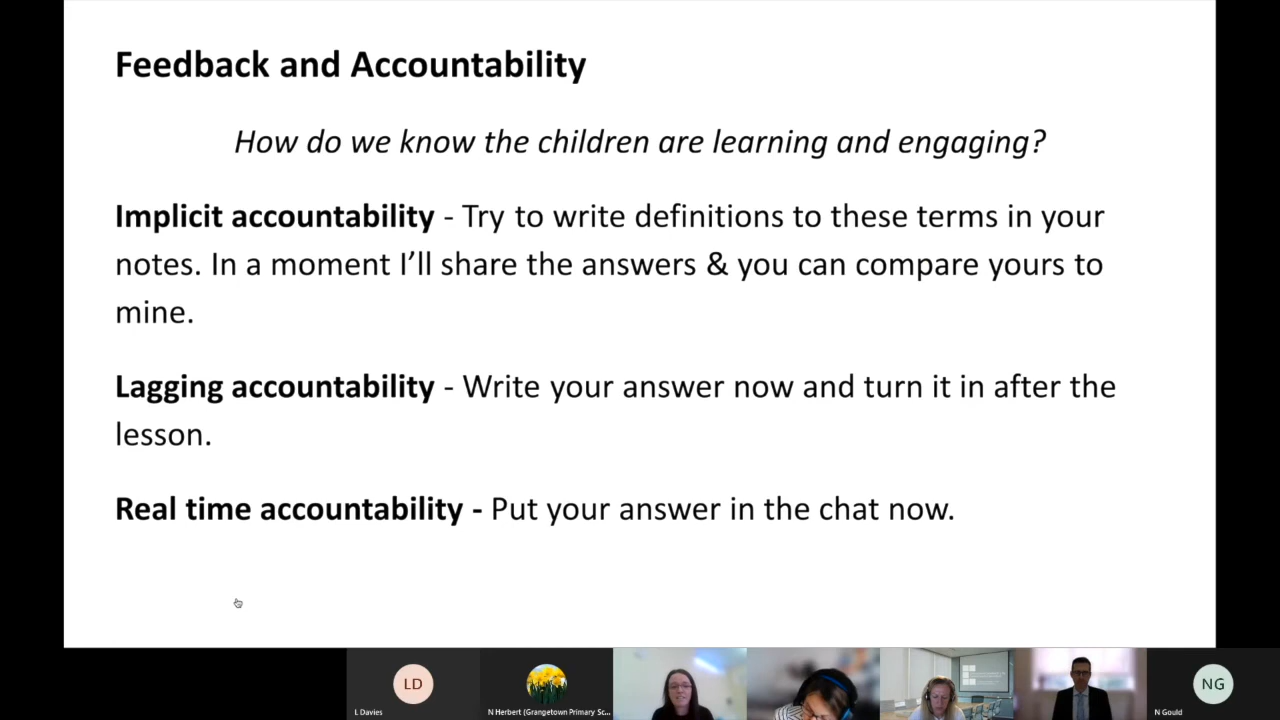 Feedback and Accountability
How do we know the children are learning and engaging?
Implicit accountability - Try to write definitions to these terms in your
notes. In a moment I’ll share the answers & you can compare yours to
mine.
Lagging accountability - Write your answer now and turn it in after the
lesson.
Real time accountability - Put your answer in the chat now.
LD
NG
L Davies
N Herbert (Grangetown Primary Sc...
N Gould